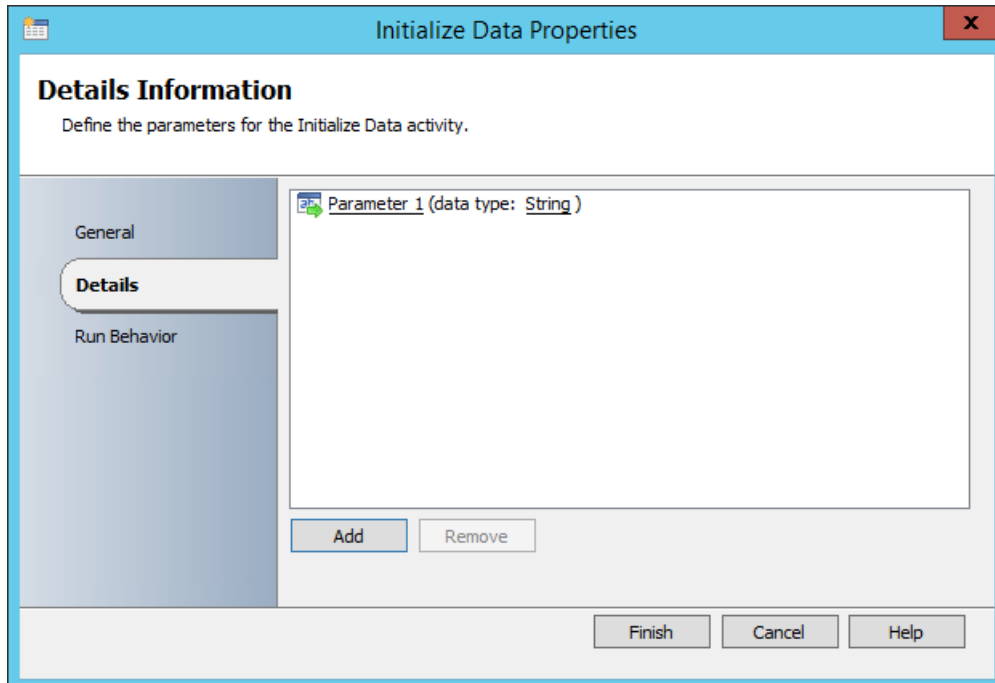 Initialize Data Properties
x
Details Information
Define the parameters for the Initialize Data activity.
General
Details
Run Behavior
ab
Parameter 1 (data type: String )
Add
Remove
Finish
Cancel
Help